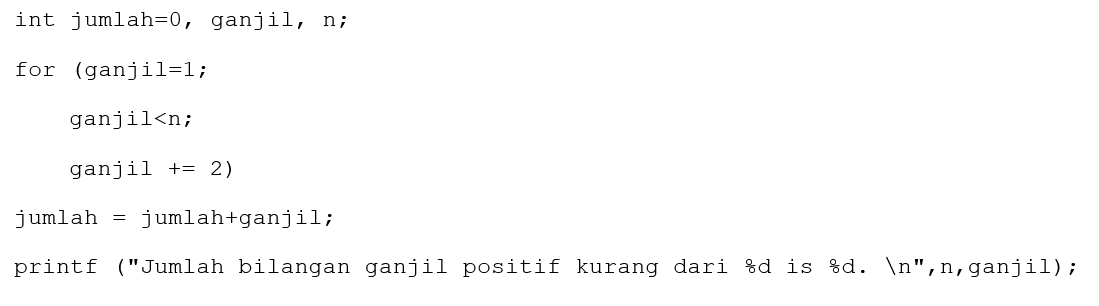 int jumlah=0, ganjil, n;
for (ganjil=1;
    ganjil<n;
    ganjil += 2)
jumlah = jumlah+ganjil;
printf ("Jumlah bilangan ganjil positif kurang dari %d is %d. \n",n,ganjil);